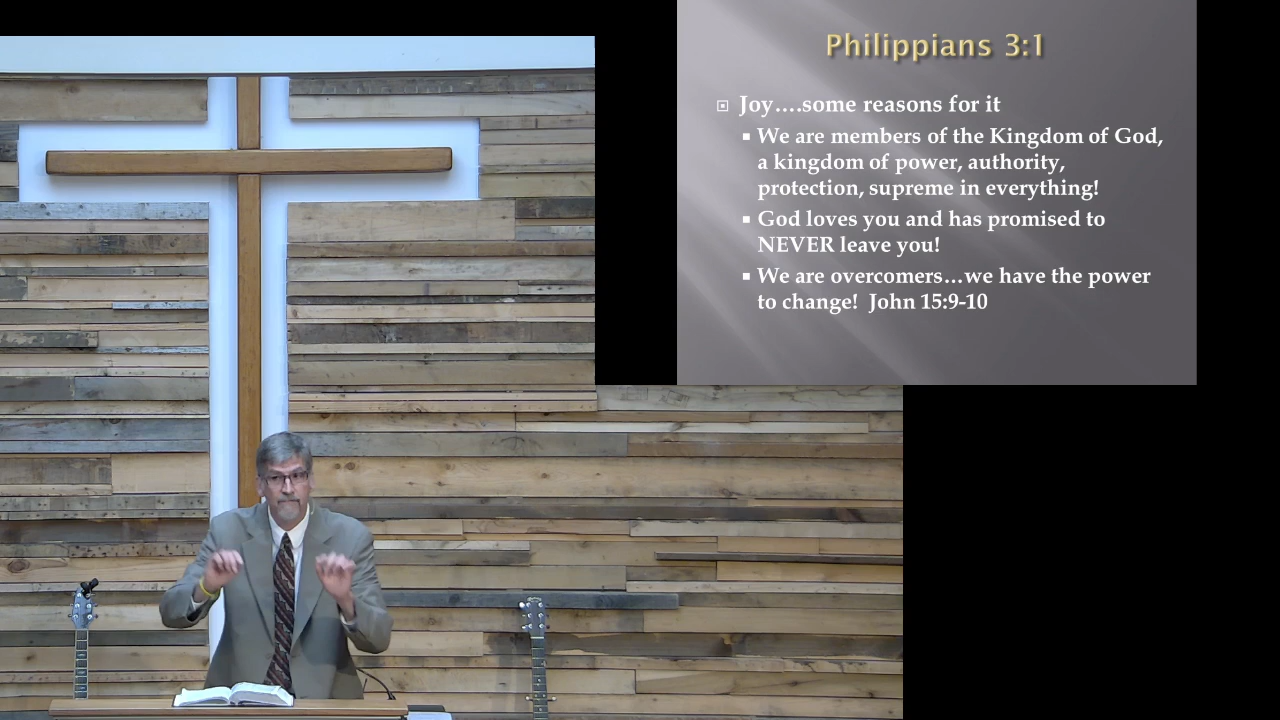 Philippians 3:1
Joy....some reasons for it
We are members of the Kingdom of God,
a kingdom of power, authority,
protection, supreme in everything!
God loves you and has promised to
NEVER leave you!
We are overcomers...we have the power
to change!  John 15:9-10